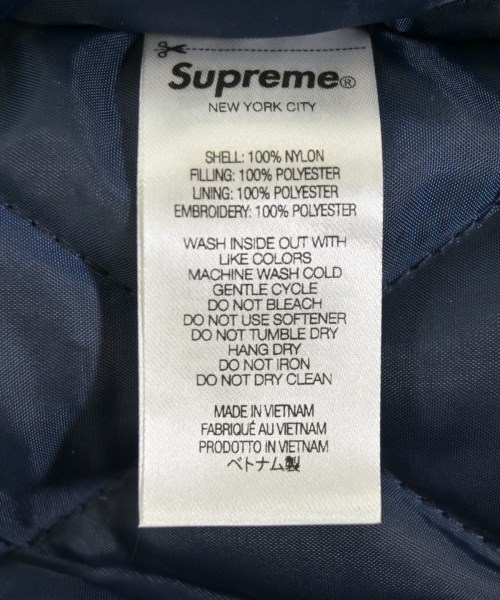 Supreme®
NEW YORK CITY
SHELL: 100% NYLON
FILLING: 100% POLYESTER
LINING: 100% POLYESTER
EMBROIDERY: 100% POLYESTER
WASH INSIDE OUT WITH
LIKE COLORS
MACHINE WASH COLD
GENTLE CYCLE
DO NOT BLEACH
DO NOT USE SOFTENER
DO NOT TUMBLE DRY
HANG DRY
DO NOT IRON
DO NOT DRY CLEAN
MADE IN VIETNAM
FABRIQUÉ AU VIETNAM
PRODOTTO IN VIETNAM
ベトナム製